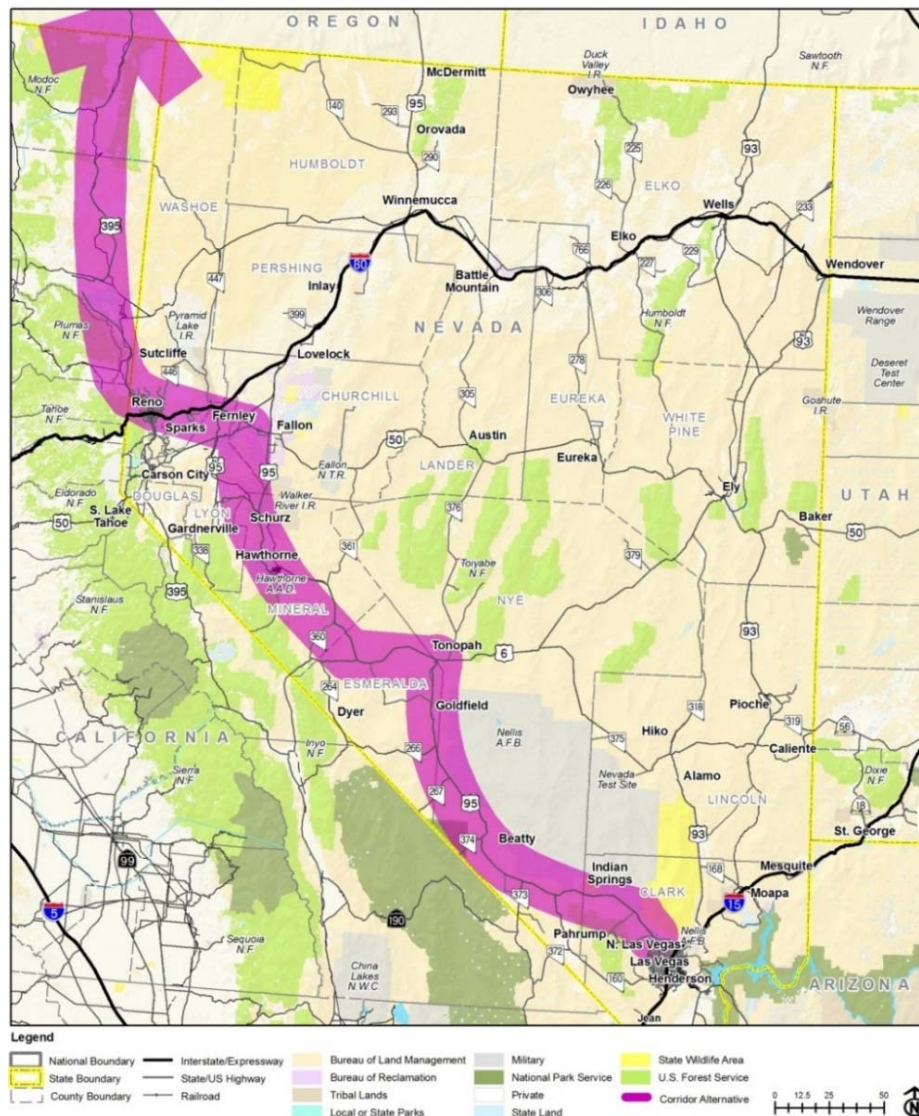 OREGON
IDAHO
Modoc
N.F.
McDermitt
Duck
Valley
I.R.
Sawtooth
N.F.
Owyhee
140
293
95
Orovada
290
225
226
93
HUMBOLDT
ELKO
WASHOE
Winnemucca
Wells
233
395
Elko
PERSHING
80
766
227
229
Wendover
447
Inlay
Battle
Mountain
306
Plumas
N.F.
Pyramid
Lake
I.R.
399
NEVADA
Humboldt
N.F.
93
Wendover
Range
Sutcliffe
Lovelock
278
Deseret
Test
Center
446
Reno
CHURCHILL
305
EUREKA
WHITE
PINE
Goshute
I.R.
Tahoe
N.F.
Sparks
Fernley
Fallon
50
Austin
Eureka
Carson City
95
95
Fallon
N.T.R.
LANDER
Ely
UTAH
Eldorado
N.F.
DOUGLAS
LYON
Walker
River I.R.
376
Baker
50
S. Lake
Tahoe
50
Gardnerville
Schurz
338
Hawthorne
361
379
395
Hawthorne
A.A.D.
Toryabe
N.F.
Stanislaus
N.F.
MINERAL
NYE
360
Tonopah
6
93
264
ESMERALDA
Dyer
Goldfield
318
Pioche
CALIFORNIA
Nellis
A.F.B.
375
Hiko
319
56
Inyo
N.F.
266
Caliente
Sierra
N.F.
Nevada
Test Site
Alamo
Dixie
N.F.
267
95
LINCOLN
18
374
Beatty
93
St. George
99
Indian
Springs
168
Mesquite
CLARK
Moapa
5
190
373
15
Pahrump
N. Las Vegas
Nellis
A.F.B.
Sequoia
N.F.
372
Las Vegas
China
Lakes
N.W.C.
160
Henderson
ARIZONA
Jean
Legend
National Boundary
State Boundary
County Boundary
Interstate/Expressway
State/US Highway
Railroad
Bureau of Land Management
Bureau of Reclamation
Tribal Lands
Local or State Parks
Military
National Park Service
Private
State Land
State Wildlife Area
U.S. Forest Service
Corridor Alternative
0 12.5 25 50
N